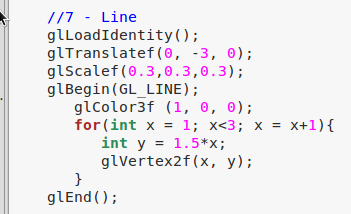 //7 - Line
glLoadIdentity();
glTranslatef(0, -3, 0);
glScalef(0.3,0.3,0.3);
glBegin(GL_LINE);
glColor3f (1, 0, 0);
for(int x = 1; x<3; x = x+1){
int y = 1.5*x;
glVertex2f(x, y);
}
glEnd();